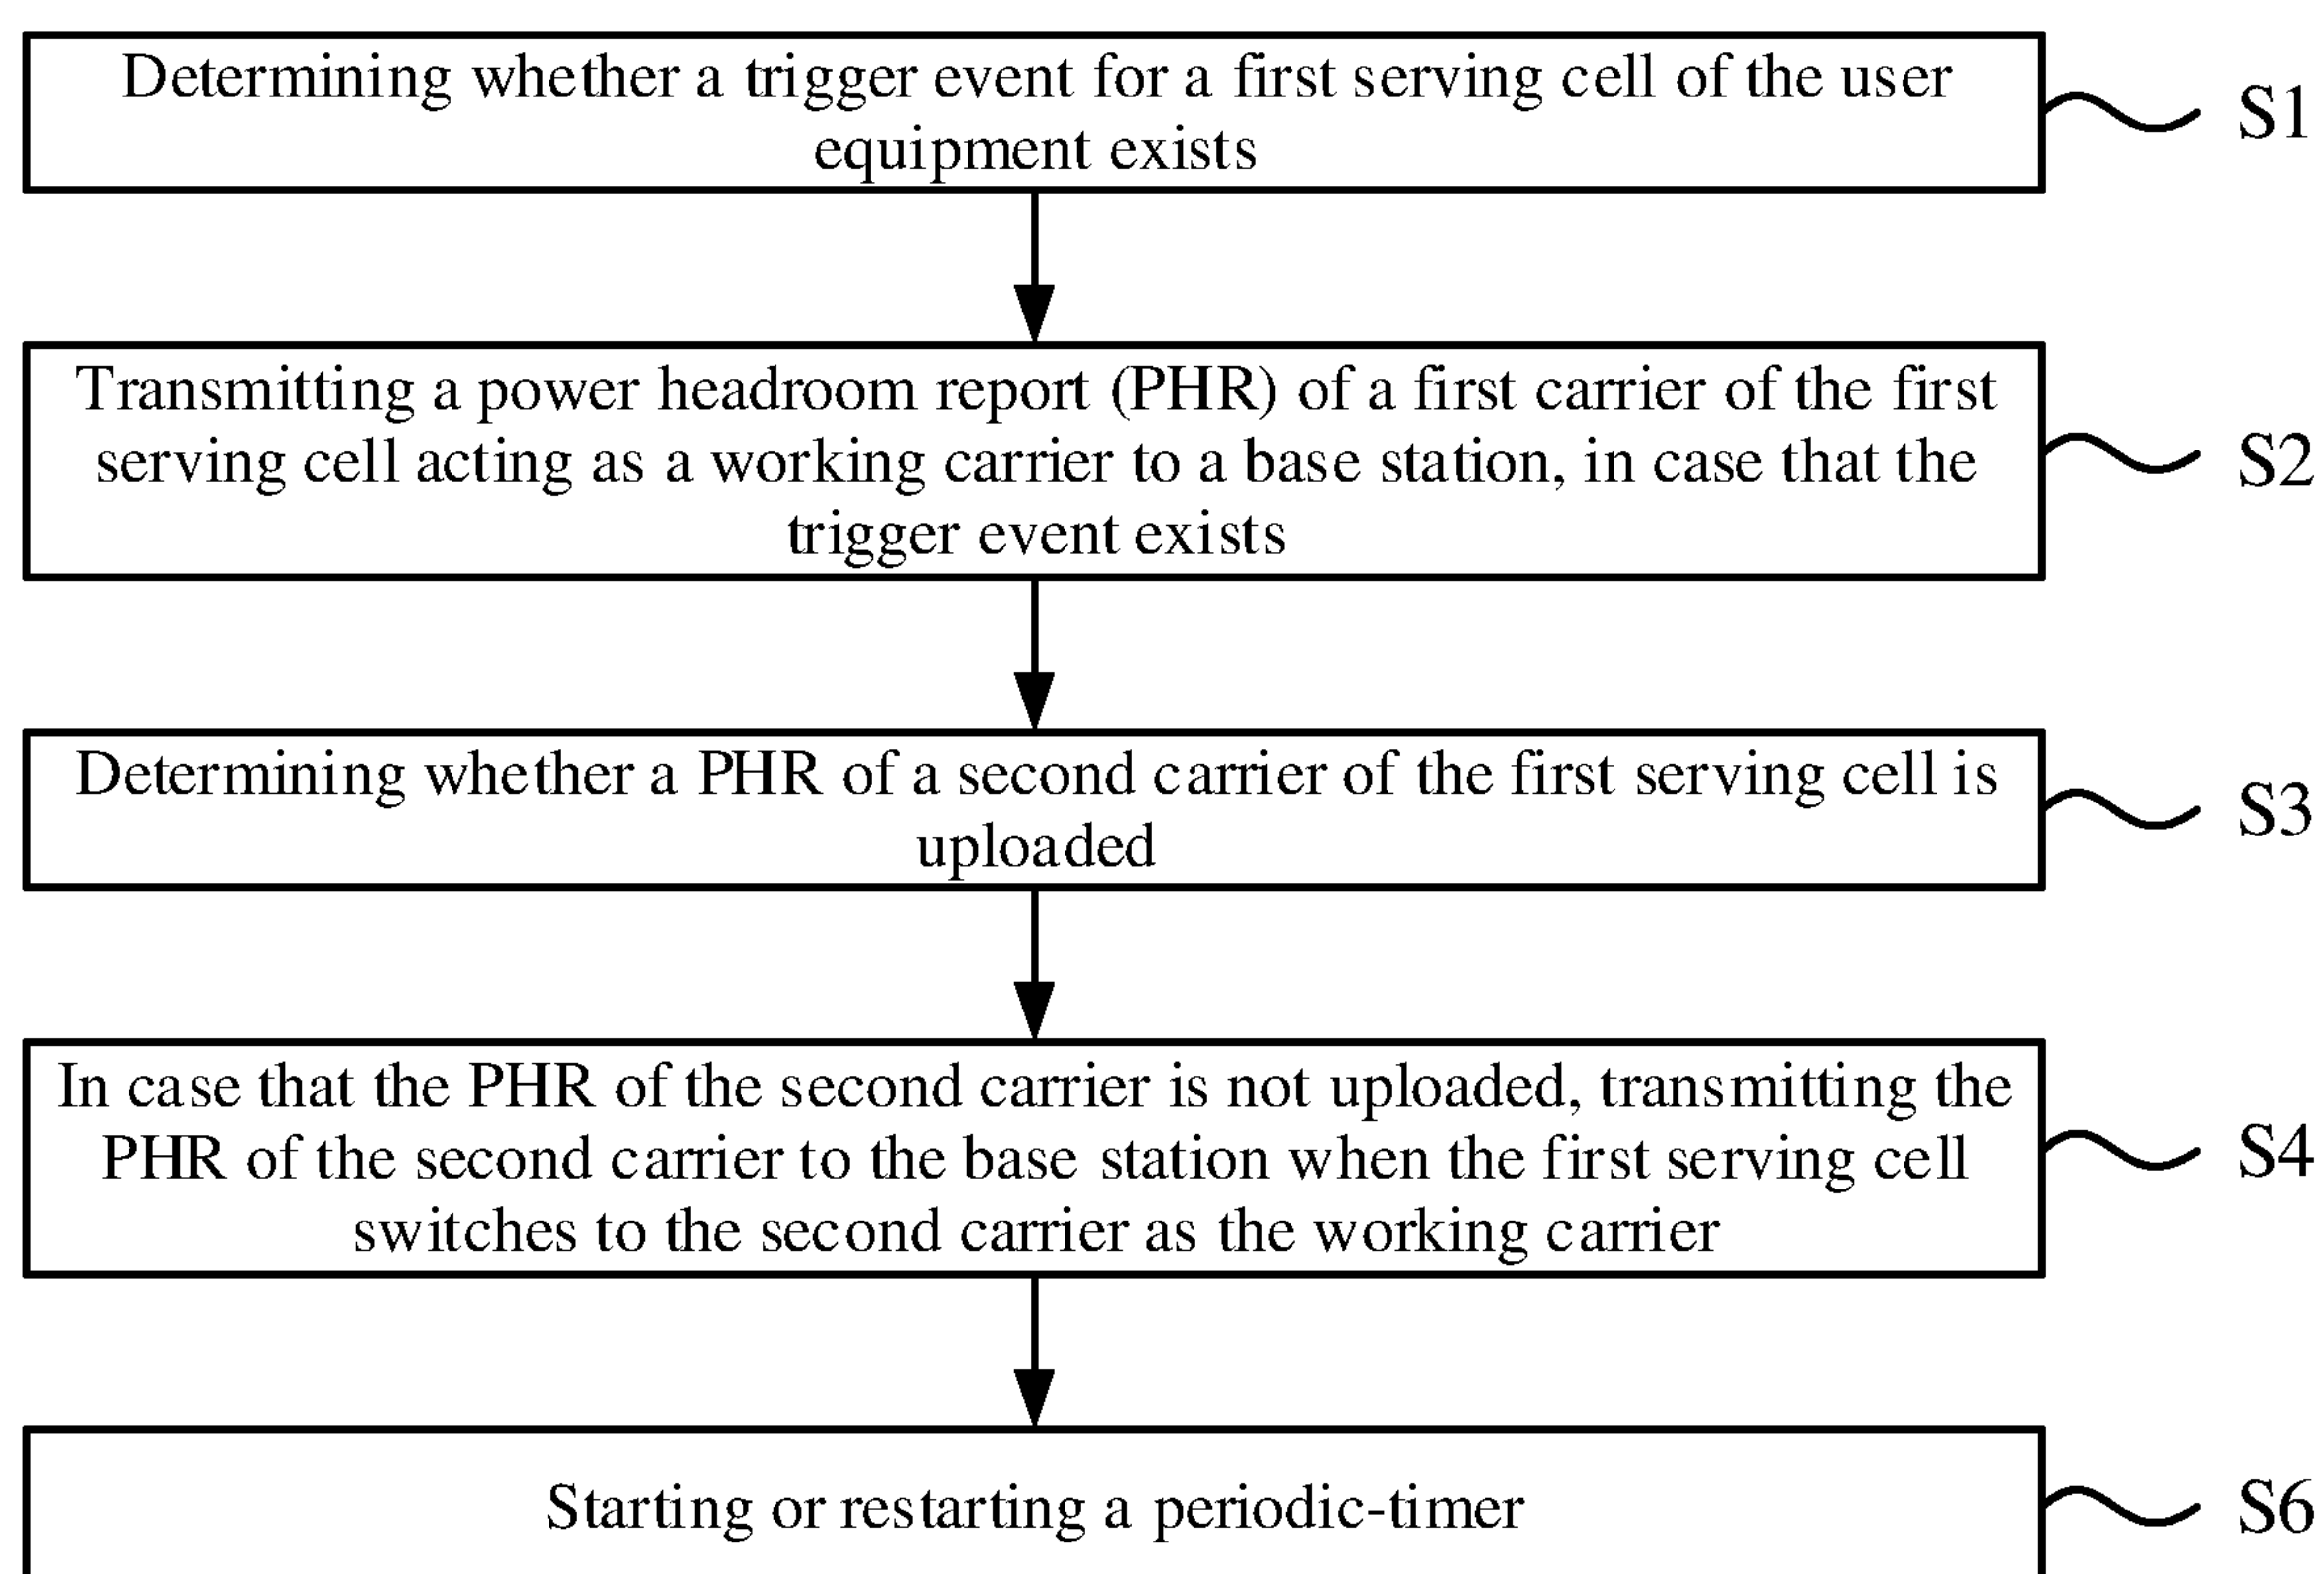 Determining whether a trigger event for a first serving cell of the user
equipment exists
S1
Transmitting a power headroom report (PHR) of a first carrier of the first
serving cell acting as a working carrier to a base station, in case that the
trigger event exists
S2
Determining whether a PHR of a second carrier of the first serving cell is
uploaded
S3
In case that the PHR of the second carrier is not uploaded, transmitting the
PHR of the second carrier to the base station when the first serving cell
switches to the second carrier as the working carrier
S4
Starting or restarting a periodic-timer
S6